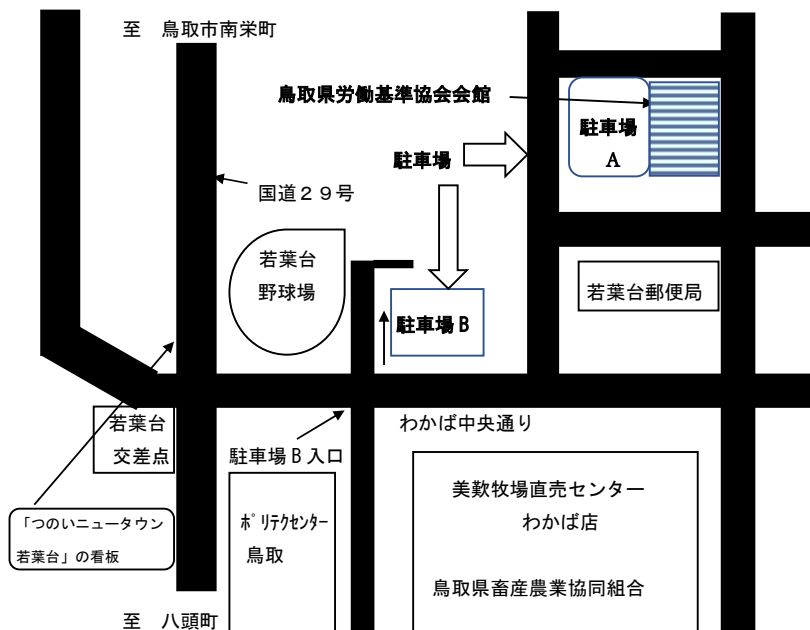 至　鳥取市南栄町
鳥取県労働基準協会会館
駐車場
A
駐車場
国道２９号
若葉台
野球場
若葉台郵便局
駐車場 B
わかば中央通り
若葉台
交差点
駐車場 B 入口
美歎牧場直売センター
わかば店
ﾎﾟﾘﾃｸｾﾝﾀｰ
鳥取
「つのいニュータウン
若葉台」の看板
鳥取県畜産農業協同組合
至　八頭町